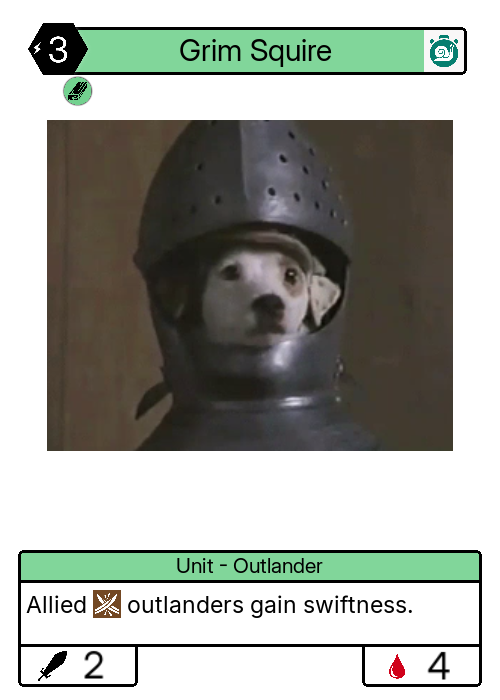 3
Grim Squire
Unit - Outlander
Allied outlanders gain swiftness.
2
4